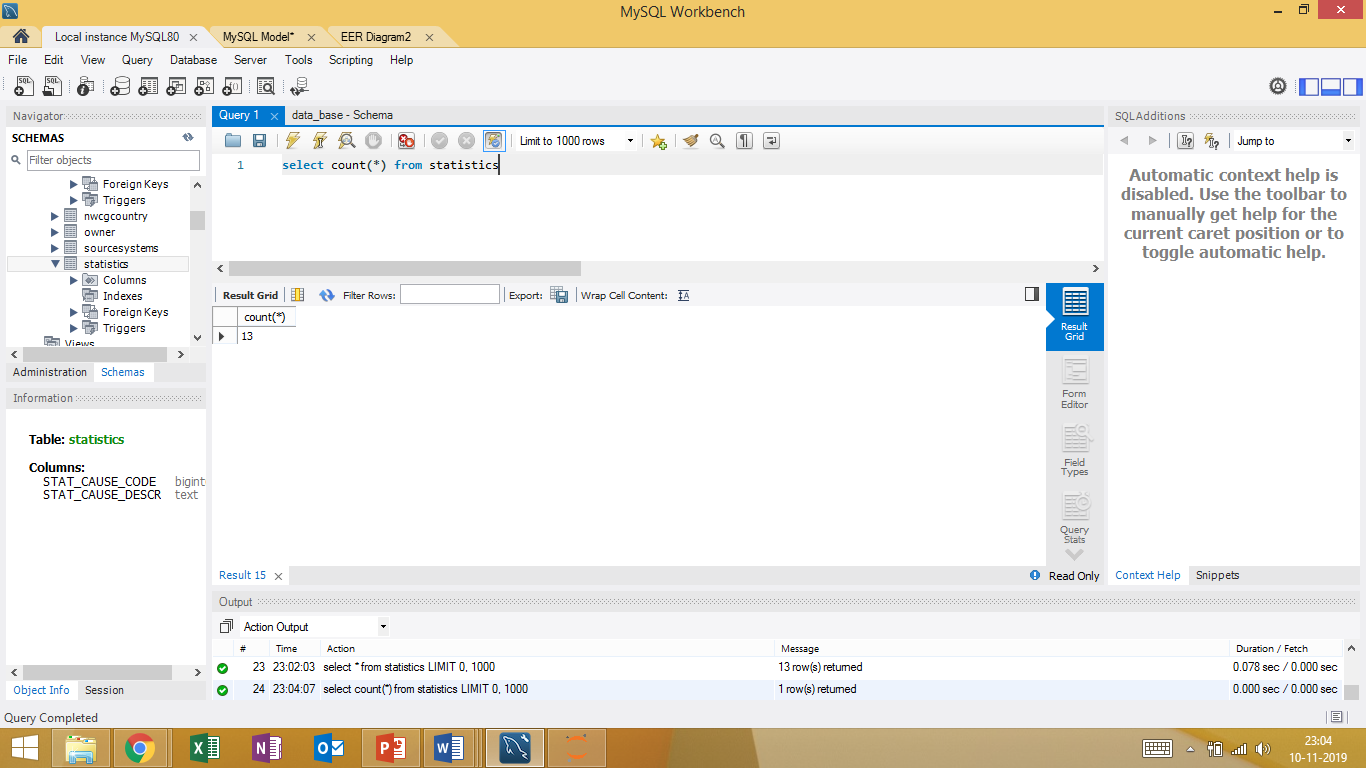 MySQL Workbench
Local instance MySQL80 MySQL Model* EER Diagram2
File Edit View Query Database Server Tools Scripting Help
Navigator
SCHEMAS
Filter objects
Foreign Keys
Triggers
nwcgcountry
owner
sourcesystems
statistics
Columns
Indexes
Foreign Keys
Triggers
Views
Administration Schemas
Information
Table: statistics
Columns:
STAT_CAUSE_CODE bigint
STAT_CAUSE_DESCR text
Object Info Session
Query 1 data_base - Schema
Limit to 1000 rows
1 select count(*) from statistics
Result Grid Filter Rows: Export: Wrap Cell Content:
count(*)
13
Result Grid
Form Editor
Field Types
Query Stats
Result 15 Read Only
SQLAdditions
Jump to
Automatic context help is
disabled. Use the toolbar to
manually get help for the
current caret position or to
toggle automatic help.
Context Help Snippets
Output
Action Output
# Time Action Message Duration / Fetch
23 23:02:03 select * from statistics LIMIT 0, 1000 13 row(s) returned 0.078 sec / 0.000 sec
24 23:04:07 select count(*) from statistics LIMIT 0, 1000 1 row(s) returned 0.000 sec / 0.000 sec
Query Completed
23:04
10-11-2019